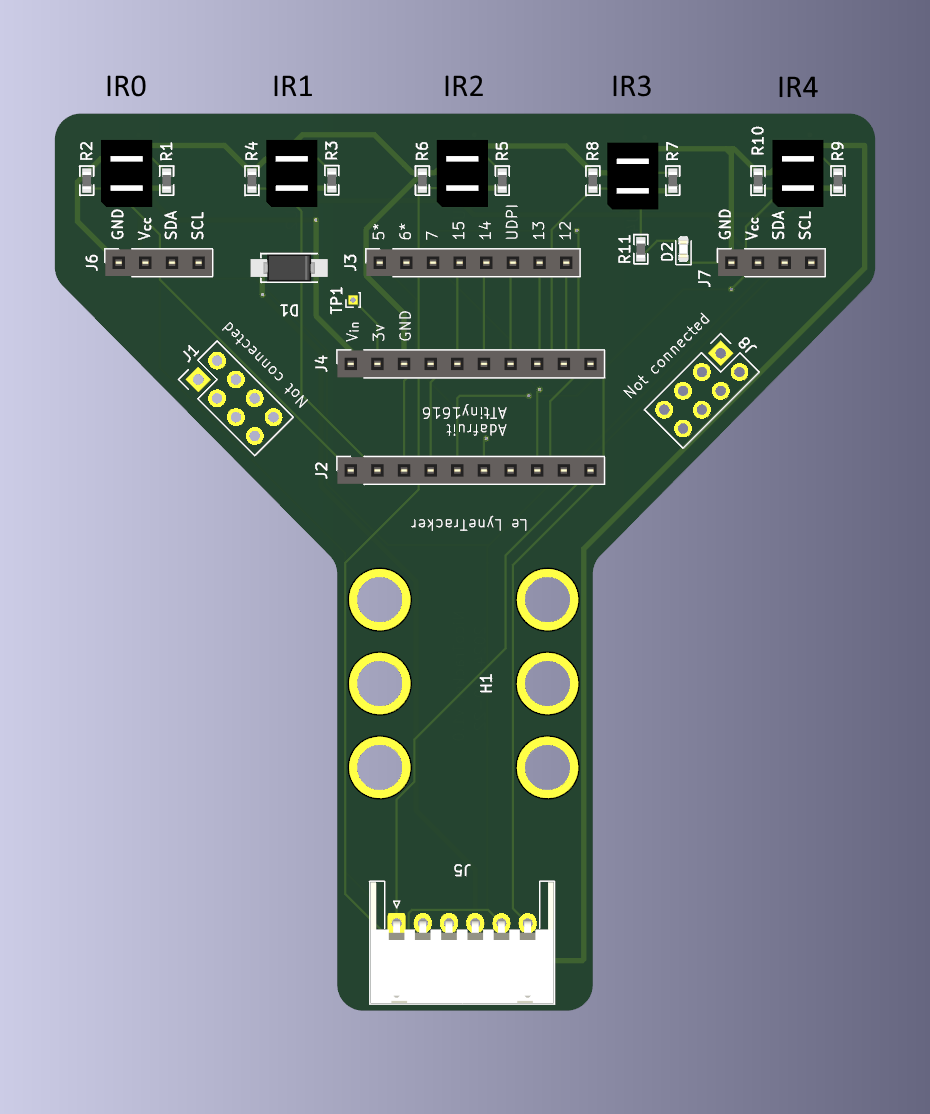 IR0 IR1 IR2 IR3 IR4
R2 R1 R4 R3 R6 R5 R8 R7 R10 R9
GND Vcc SDA SCL
5* 6* 7 15 14 UDPI 13 12
GND Vcc SDA SCL
J6 D1 TP1 J3 R11 D2 J7
Vin 3v GND
J1 Not connected
Not connected J8
J4
Adafruit
ATtiny1616
J2
Le LyneTracker
H1
J5